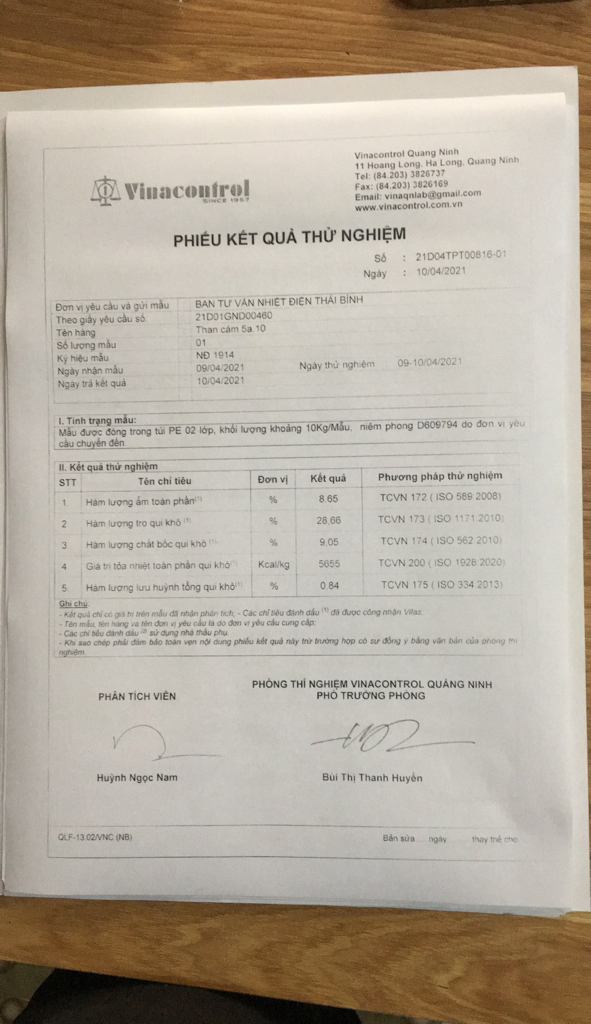 Vinacontrol
SINCE 1957
Vinacontrol Quang Ninh
11 Hoang Long, Ha Long, Quang Ninh
Tel: (84.203) 3826737
Fax: (84.203) 3826169
Email: vinaqnlab@gmail.com
www.vinacontrol.com.vn
PHIẾU KẾT QUẢ THỬ NGHIỆM
Số : 21D04TPT00816-01
Ngày : 10/04/2021
Đơn vị yêu cầu và gửi mẫu BAN TƯ VẤN NHIỆT ĐIỆN THÁI BÌNH
Theo giấy yêu cầu số 21D01GND00460
Tên hàng Than cám 5a.10
Số lượng mẫu 01
Ký hiệu mẫu NĐ 1914
Ngày nhận mẫu 09/04/2021 Ngày thử nghiệm 09-10/04/2021
Ngày trả kết quả 10/04/2021
I. Tình trạng mẫu:
Mẫu được đóng trong túi PE 02 lớp, khối lượng khoảng 10Kg/Mẫu, niêm phong D609794 do đơn vị yêu
cầu chuyển đến.
II. Kết quả thử nghiệm
STT Tên chỉ tiêu Đơn vị Kết quả Phương pháp thử nghiệm
1 Hàm lượng ẩm toàn phần(1) % 8.65 TCVN 172 ( ISO 589:2008)
2 Hàm lượng tro qui khô (1) % 28,66 TCVN 173 ( ISO 1171:2010)
3 Hàm lượng chất bốc qui khô (1) % 9,05 TCVN 174 ( ISO 562:2010)
4 Giá trị tỏa nhiệt toàn phần qui khô(1) Kcal/kg 5655 TCVN 200 ( ISO 1928:2020)
5 Hàm lượng lưu huỳnh tổng qui khô(1) % 0.84 TCVN 175 ( ISO 334:2013)
Ghi chú:
- Kết quả chỉ có giá trị trên mẫu đã nhận phân tích; - Các chỉ tiêu đánh dấu (1) đã được công nhận Vilas.
- Tên mẫu, tên hàng và tên đơn vị yêu cầu là do đơn vị yêu cầu cung cấp.
- Các chỉ tiêu đánh dấu (2) sử dụng nhà thầu phụ.
- Khi sao chép phải đảm bảo toàn vẹn nội dung phiếu kết quả này trừ trường hợp có sự đồng ý bằng văn bản của phòng thí
nghiệm.
PHÂN TÍCH VIÊN
PHÒNG THÍ NGHIỆM VINACONTROL QUẢNG NINH
PHÓ TRƯỞNG PHÒNG
Huỳnh Ngọc Nam
Bùi Thị Thanh Huyền
QLF-13.02/VNC (NB)
Bản sửa ... ngày ...... thay thế cho